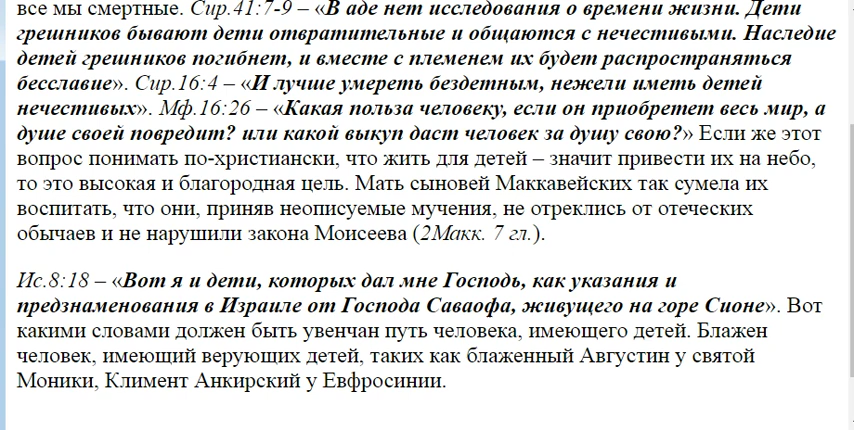 все мы смертные. Сир.41:7-9 – «В аде нет исследования о времени жизни. Дети
грешников бывают дети отвратительные и общаются с нечестивыми. Наследие
детей грешников погибнет, и вместе с племенем их будет распространяться
бесславие». Сир.16:4 – «И лучше умереть бездетным, нежели иметь детей
нечестивых». Мф.16:26 – «Какая польза человеку, если он приобретет весь мир, а
душе своей повредит? или какой выкуп даст человек за душу свою?» Если же этот
вопрос понимать по-христиански, что жить для детей – значит привести их на небо,
то это высокая и благородная цель. Мать сыновей Маккавейских так сумела их
воспитать, что они, приняв неописуемые мучения, не отреклись от отеческих
обычаев и не нарушили закона Моисеева (2Макк. 7 гл.).
Ис.8:18 – «Вот я и дети, которых дал мне Господь, как указания и
предзнаменования в Израиле от Господа Саваофа, живущего на горе Сионе». Вот
какими словами должен быть увенчан путь человека, имеющего детей. Блажен
человек, имеющий верующих детей, таких как блаженный Августин у святой
Моники, Климент Анкирский у Евфросинии.